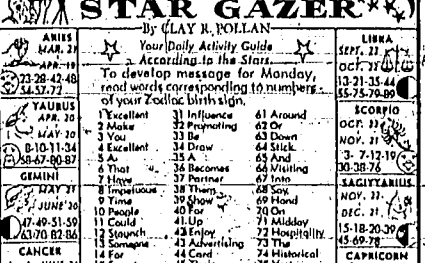 STAR GAZER
By CLAY R. POLLAN
Your Daily Activity Guide
According to the Stars.
To develop message for Monday,
read words corresponding to numbers
of your Zodiac birth sign.
ARIES
MAR. 21
APR. 19
23-28-42-48
54-57-72
TAURUS
APR. 20
MAY 20
8-10-11-34
58-67-80-87
GEMINI
MAY 21
JUNE 20
47-49-51-59
63-70-82-86
CANCER
1 Excellent
2 Make
3 You
4 Excellent
5 As
6 That
7 Have
8 Impetuous
9 Time
10 People
11 Could
12 Staunch
13 Someone
14 For
31 Influence
32 Promoting
33 Be
34 Draw
35 A
36 Becomes
37 Partner
38 Them
39 Show
40 For
41 Up
42 Enjoy
43 Advertising
44 Card
61 Around
62 Or
63 Down
64 Stick
65 And
66 Visiting
67 Into
68 Say
69 Hand
70 On
71 Midday
72 Hospitality
73 The
74 Historical
LIBRA
SEPT.
OCT.
13-21-35-44
55-75-79-89
SCORPIO
OCT.
NOV.
3- 7-12-19
30-38-76
SAGITTARIUS
NOV. 22
DEC. 21
15-18-20-39
45-69-78
CAPRICORN